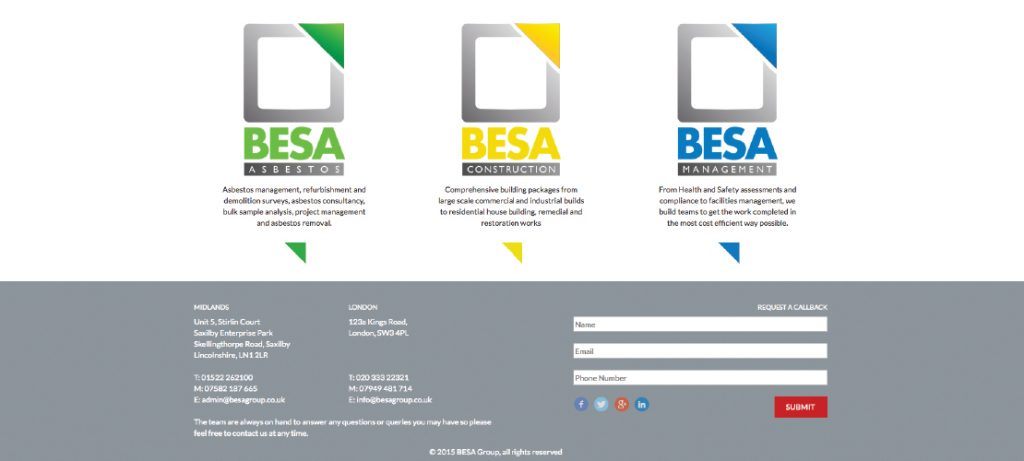 BESA
ASBESTOS
Asbestos management, refurbishment and
demolition surveys, asbestos consultancy,
bulk sample analysis, project management
and asbestos removal.
BESA
CONSTRUCTION
Comprehensive building packages from
large scale commercial and industrial builds
to residential house building, remedial and
restoration works
BESA
MANAGEMENT
From Health and Safety assessments and
compliance to facilities management, we
build teams to get the work completed in
the most cost efficient way possible.
MIDLANDS
Unit 5, Stirlin Court
Saxilby Enterprise Park
Skellingthorpe Road, Saxilby
Lincolnshire, LN1 2LR
T: 01522 262100
M: 07582 187 665
E: admin@besagroup.co.uk
LONDON
123a Kings Road,
London, SW3 4PL
T: 020 333 22321
M: 07949 481 714
E: info@besagroup.co.uk
The team are always on hand to answer any questions or queries you may have so please
feel free to contact us at any time.
REQUEST A CALLBACK
Name
Email
Phone Number
SUBMIT
© 2015 BESA Group, all rights reserved